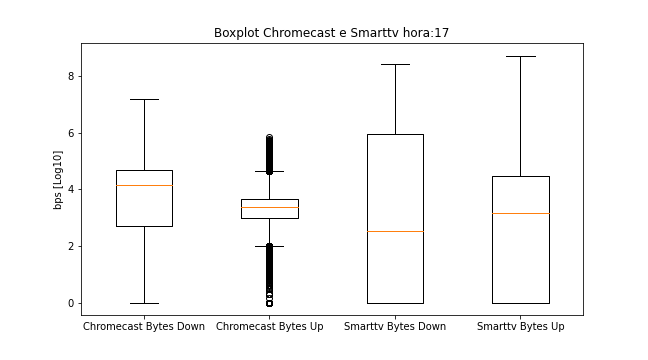 Boxplot Chromecast e Smarttv hora:17
bps [Log10]
8
6
4
2
0
Chromecast Bytes Down Chromecast Bytes Up Smarttv Bytes Down Smarttv Bytes Up